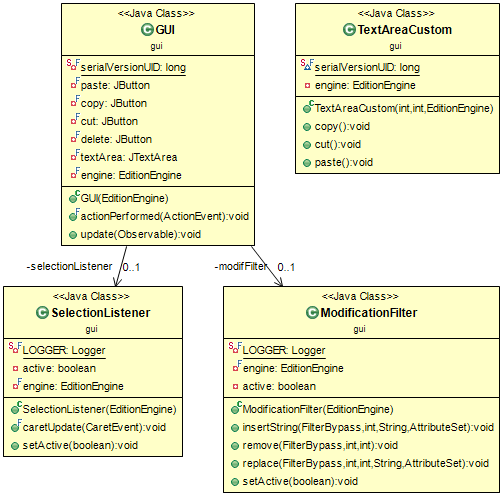 <<Java Class>>
GUI
gui
serialVersionUID: long
paste: JButton
copy: JButton
cut: JButton
delete: JButton
textArea: JTextArea
engine: EditionEngine
GUI(EditionEngine)
actionPerformed(ActionEvent):void
update(Observable):void
<<Java Class>>
TextAreaCustom
gui
serialVersionUID: long
engine: EditionEngine
TextAreaCustom(int,int,EditionEngine)
copy():void
cut():void
paste():void
-selectionListener
0..1
-modifFilter
0..1
<<Java Class>>
SelectionListener
gui
LOGGER: Logger
active: boolean
engine: EditionEngine
SelectionListener(EditionEngine)
caretUpdate(CaretEvent):void
setActive(boolean):void
<<Java Class>>
ModificationFilter
gui
LOGGER: Logger
engine: EditionEngine
active: boolean
ModificationFilter(EditionEngine)
insertString(FilterBypass,int,String,AttributeSet):void
remove(FilterBypass,int,int):void
replace(FilterBypass,int,int,String,AttributeSet):void
setActive(boolean):void